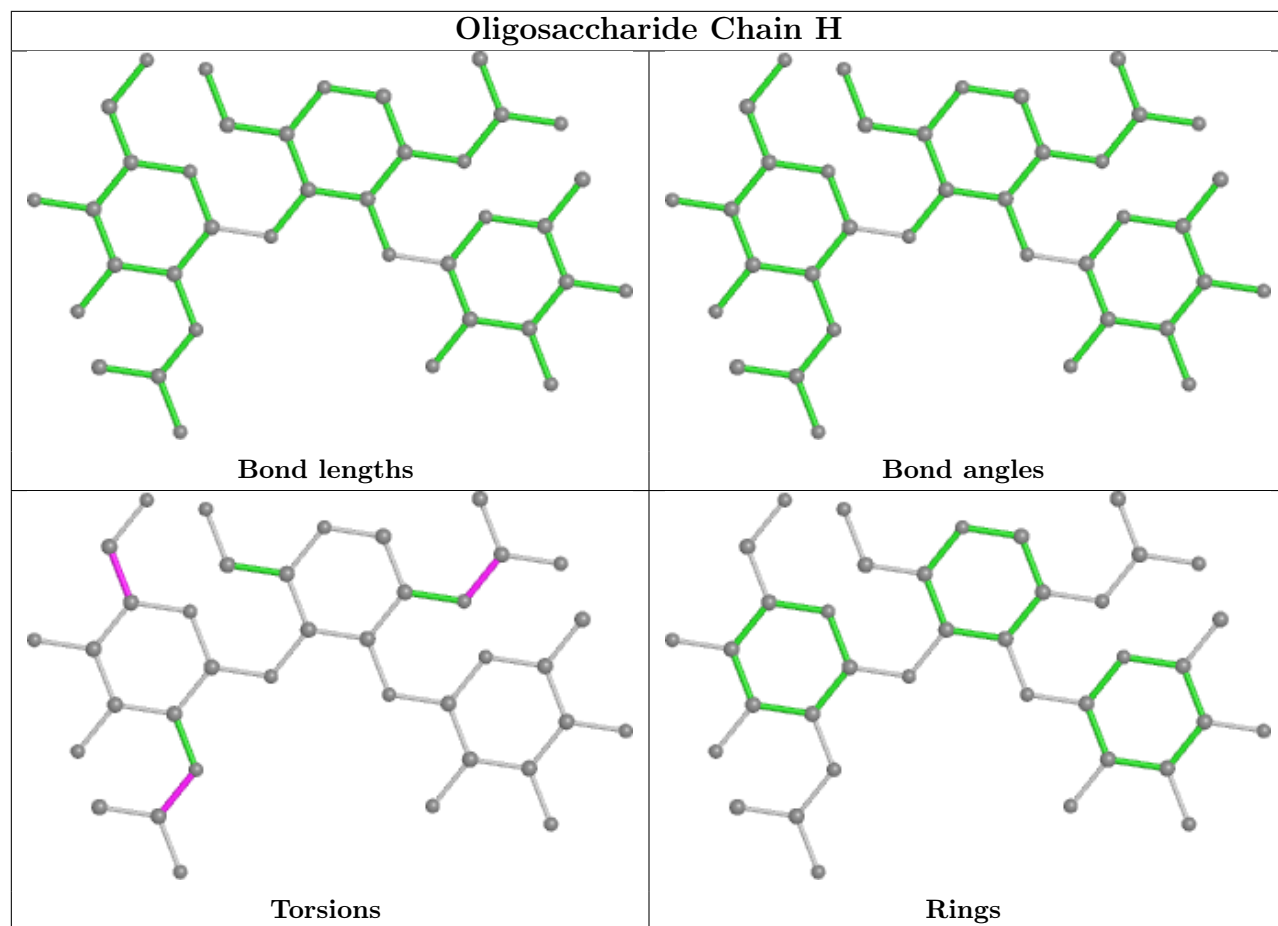 Oligosaccharide Chain H
Bond lengths
Bond angles
Torsions
Rings